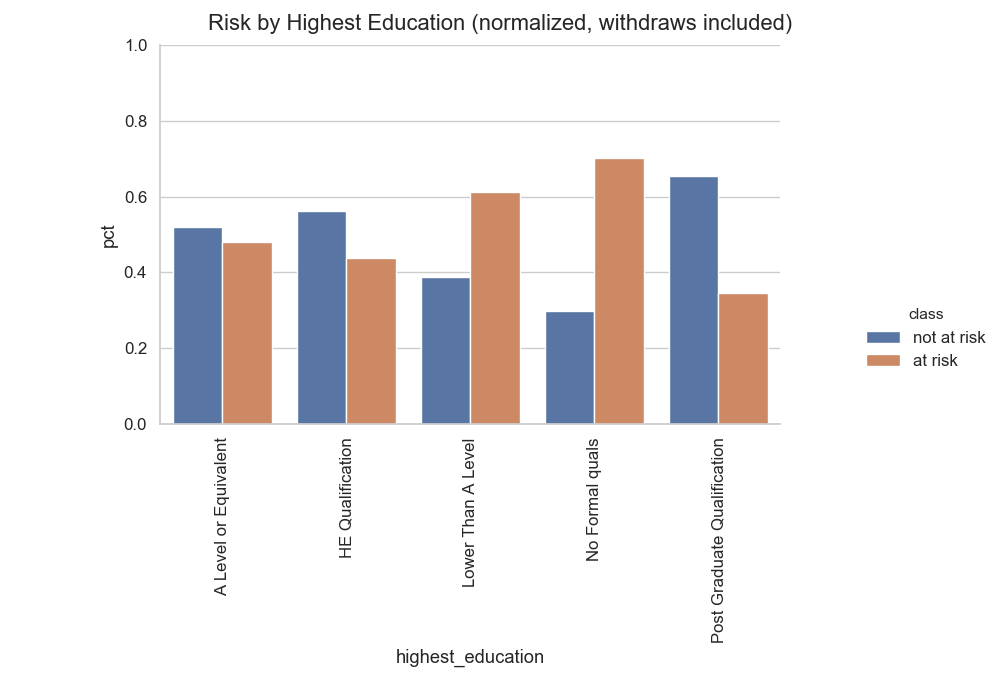 Risk by Highest Education (normalized, withdraws included)
1.0
0.8
0.6
0.4
0.2
0.0
pct
A Level or Equivalent
HE Qualification
Lower Than A Level
No Formal quals
Post Graduate Qualification
highest_education
class
not at risk
at risk